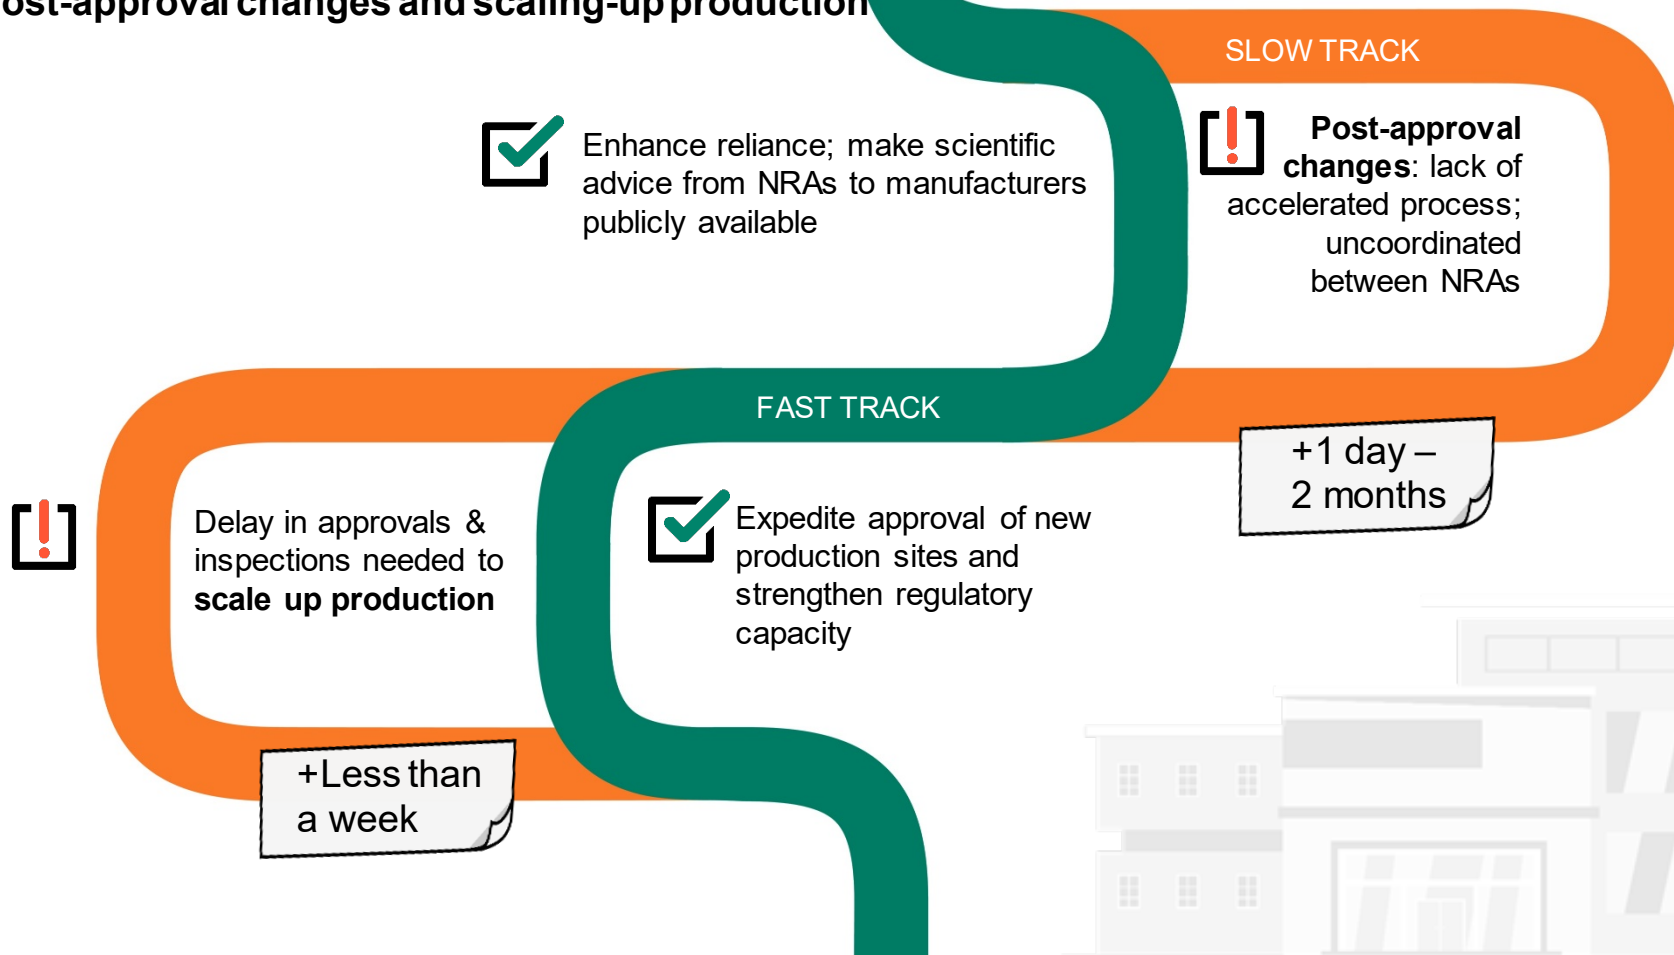 ost-approval changes and scaling-up production
SLOW TRACK
Enhance reliance; make scientific
advice from NRAs to manufacturers
publicly available
Post-approval
changes: lack of
accelerated process;
uncoordinated
between NRAs
FAST TRACK
+1 day –
2 months
Delay in approvals &
inspections needed to
scale up production
Expedite approval of new
production sites and
strengthen regulatory
capacity
+Less than
a week